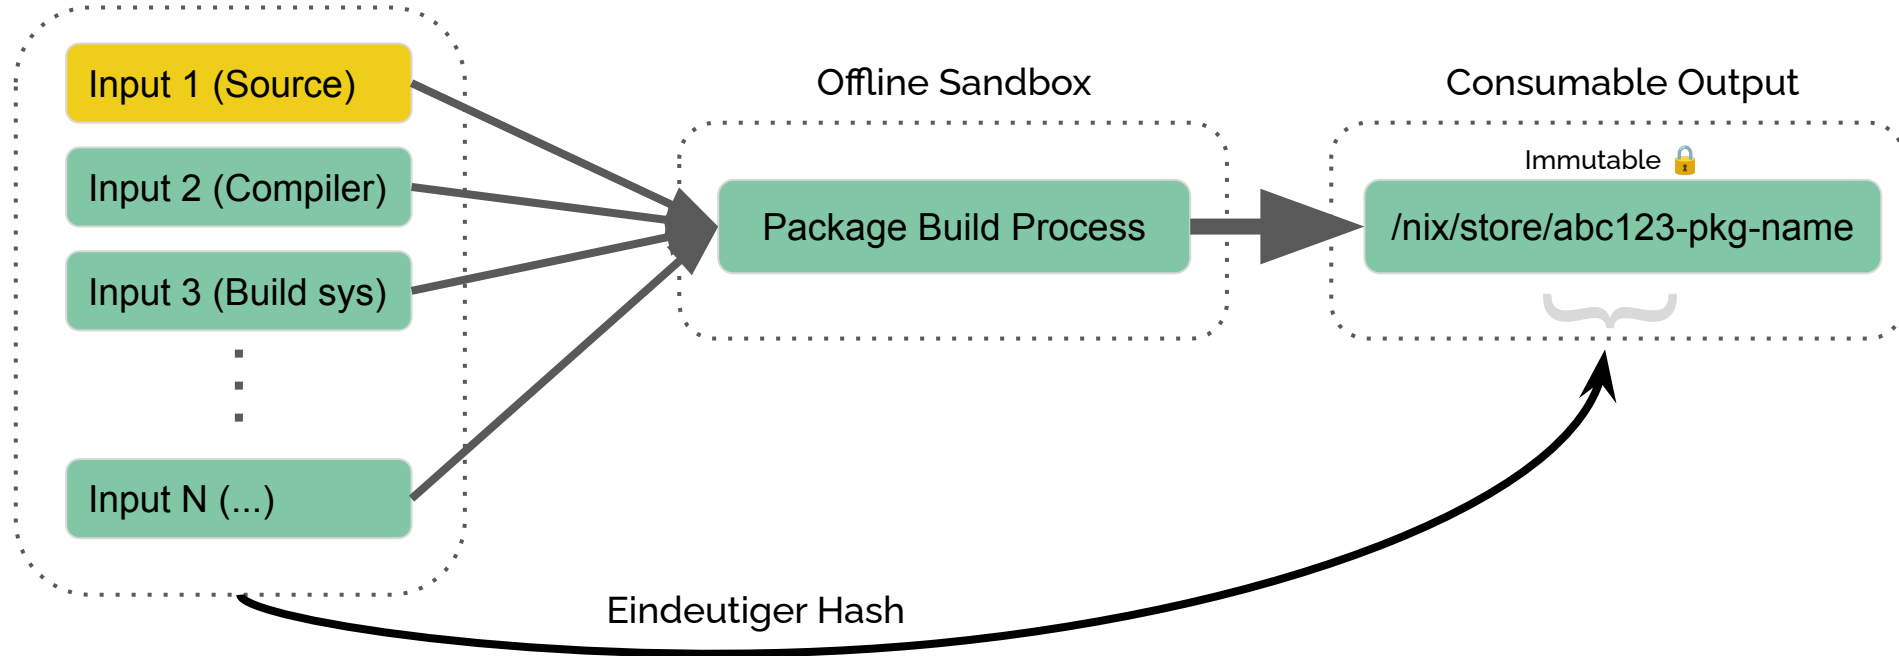 Input 1 (Source)
Input 2 (Compiler)
Input 3 (Build sys)
Input N (...)
Offline Sandbox
Package Build Process
Consumable Output
Immutable 🔒
/nix/store/abc123-pkg-name
Eindeutiger Hash